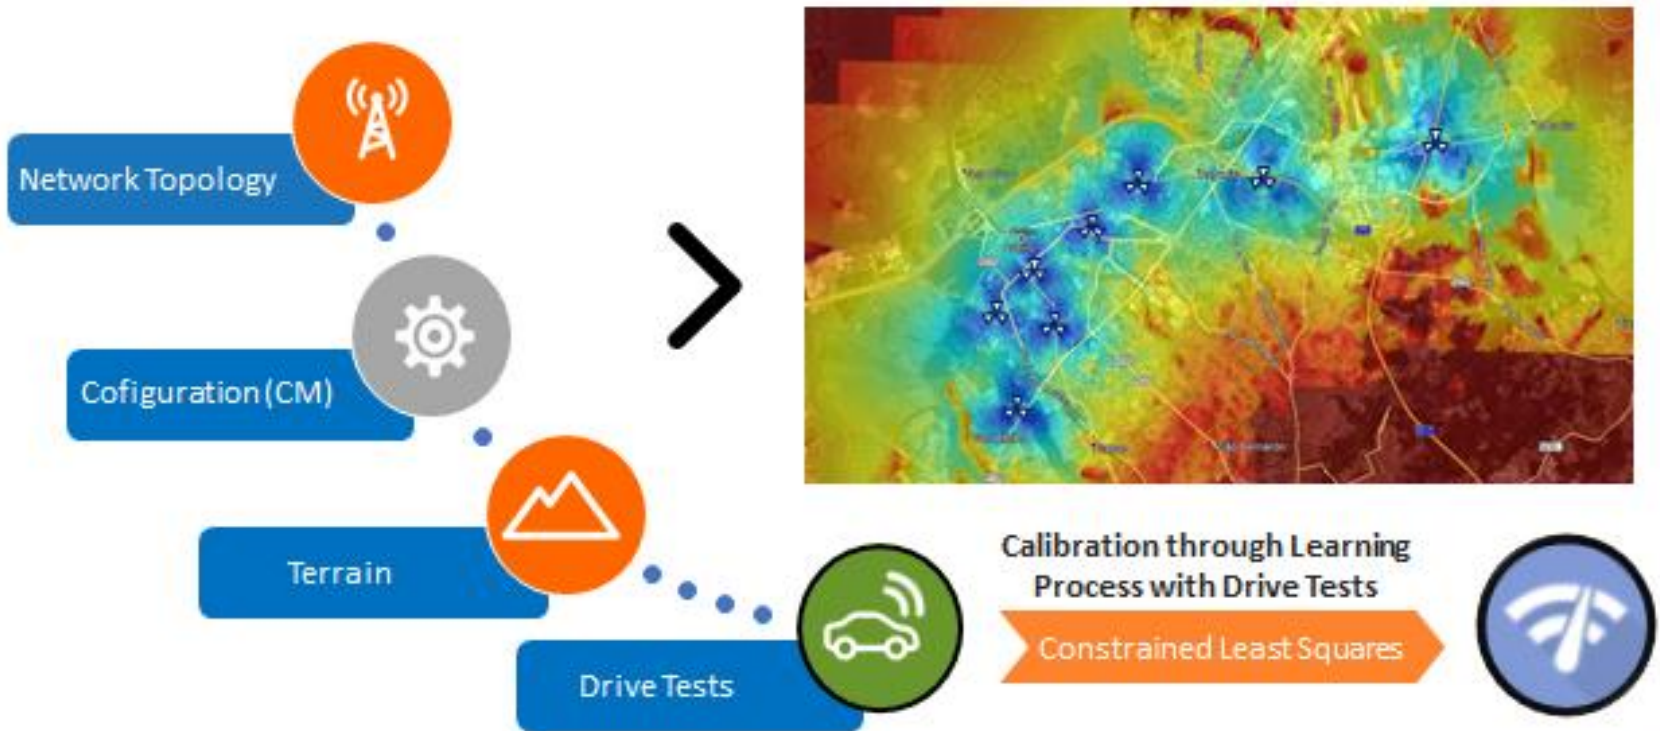 Network Topology
Cofiguration (CM)
Terrain
Drive Tests
Calibration through Learning
Process with Drive Tests
Constrained Least Squares